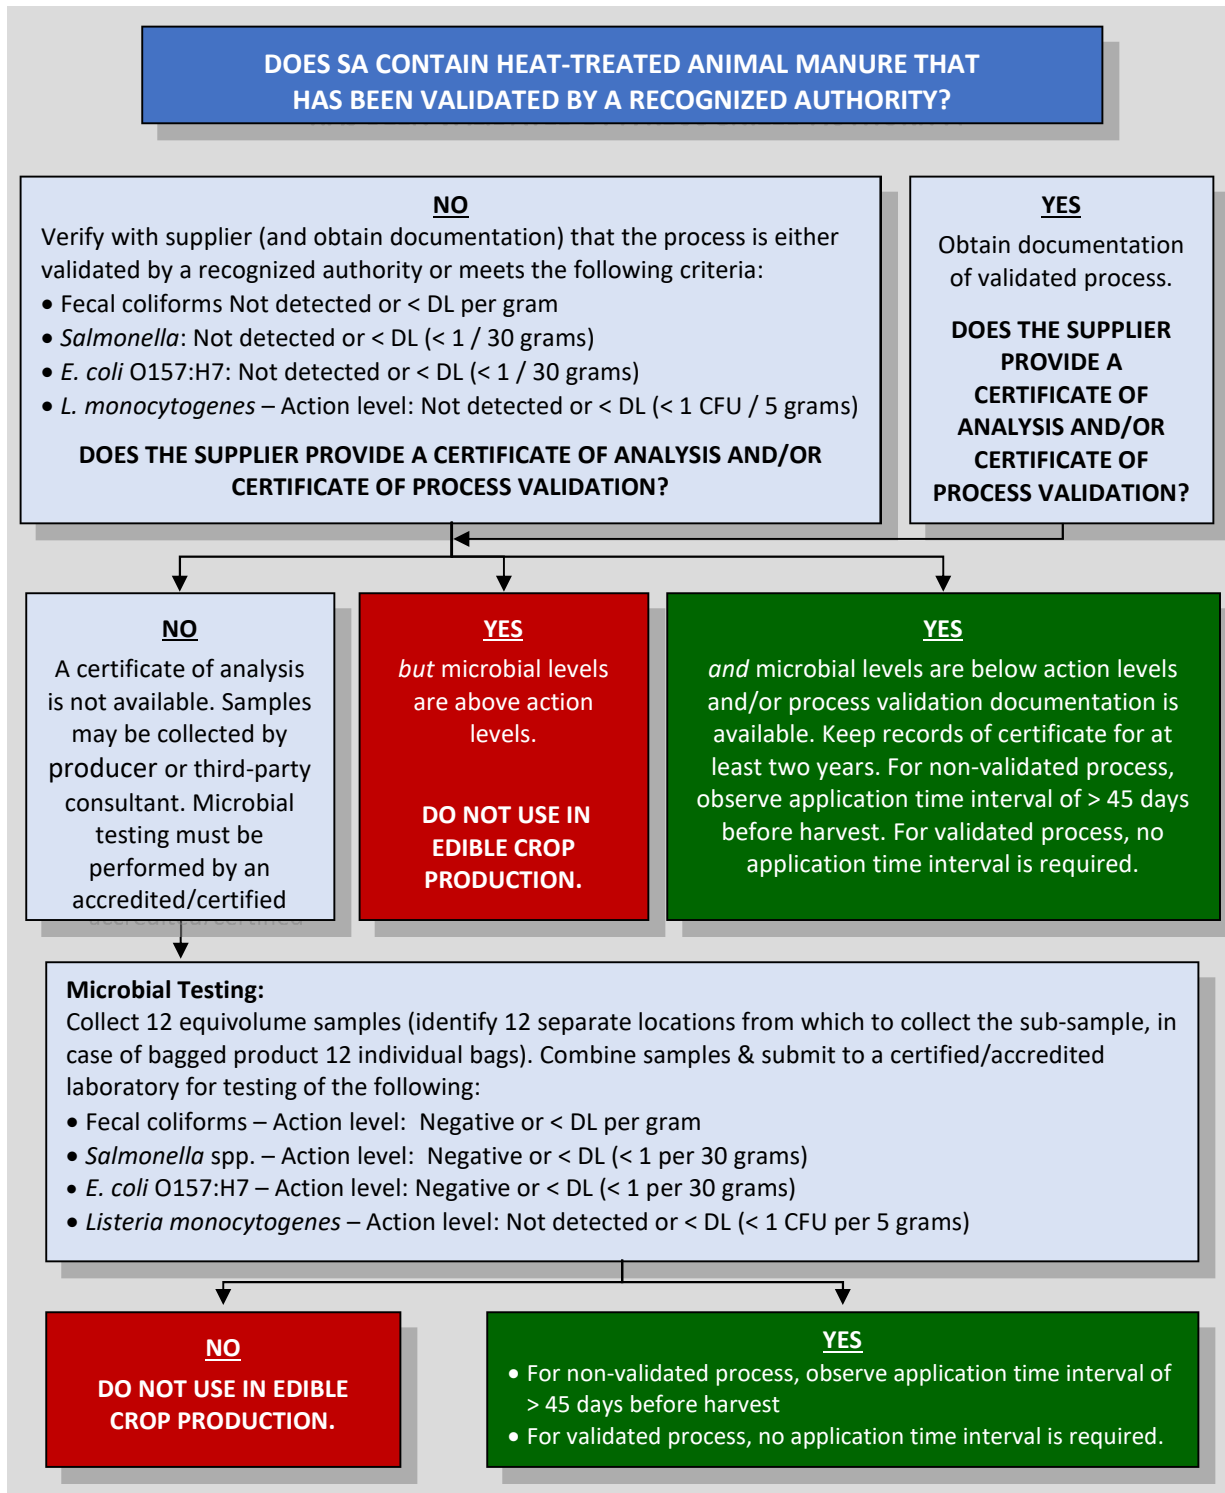 DOES SA CONTAIN HEAT-TREATED ANIMAL MANURE THAT
HAS BEEN VALIDATED BY A RECOGNIZED AUTHORITY?
NO
Verify with supplier (and obtain documentation) that the process is either
validated by a recognized authority or meets the following criteria:
• Fecal coliforms Not detected or < DL per gram
• Salmonella: Not detected or < DL (< 1 / 30 grams)
• E. coli O157:H7: Not detected or < DL (< 1 / 30 grams)
• L. monocytogenes – Action level: Not detected or < DL (< 1 CFU / 5 grams)
DOES THE SUPPLIER PROVIDE A CERTIFICATE OF ANALYSIS AND/OR
CERTIFICATE OF PROCESS VALIDATION?
YES
Obtain documentation
of validated process.
DOES THE SUPPLIER
PROVIDE A
CERTIFICATE OF
ANALYSIS AND/OR
CERTIFICATE OF
PROCESS VALIDATION?
NO
A certificate of analysis
is not available. Samples
may be collected by
producer or third-party
consultant. Microbial
testing must be
performed by an
accredited/certified
YES
but microbial levels
are above action
levels.
DO NOT USE IN
EDIBLE CROP
PRODUCTION.
YES
and microbial levels are below action levels
and/or process validation documentation is
available. Keep records of certificate for at
least two years. For non-validated process,
observe application time interval of > 45 days
before harvest. For validated process, no
application time interval is required.
Microbial Testing:
Collect 12 equivolume samples (identify 12 separate locations from which to collect the sub-sample, in
case of bagged product 12 individual bags). Combine samples & submit to a certified/accredited
laboratory for testing of the following:
• Fecal coliforms – Action level:  Negative or < DL per gram
• Salmonella spp. – Action level:  Negative or < DL (< 1 per 30 grams)
• E. coli O157:H7 – Action level: Negative or < DL (< 1 per 30 grams)
• Listeria monocytogenes – Action level: Not detected or < DL (< 1 CFU per 5 grams)
NO
DO NOT USE IN EDIBLE
CROP PRODUCTION.
YES
• For non-validated process, observe application time interval of
> 45 days before harvest
• For validated process, no application time interval is required.